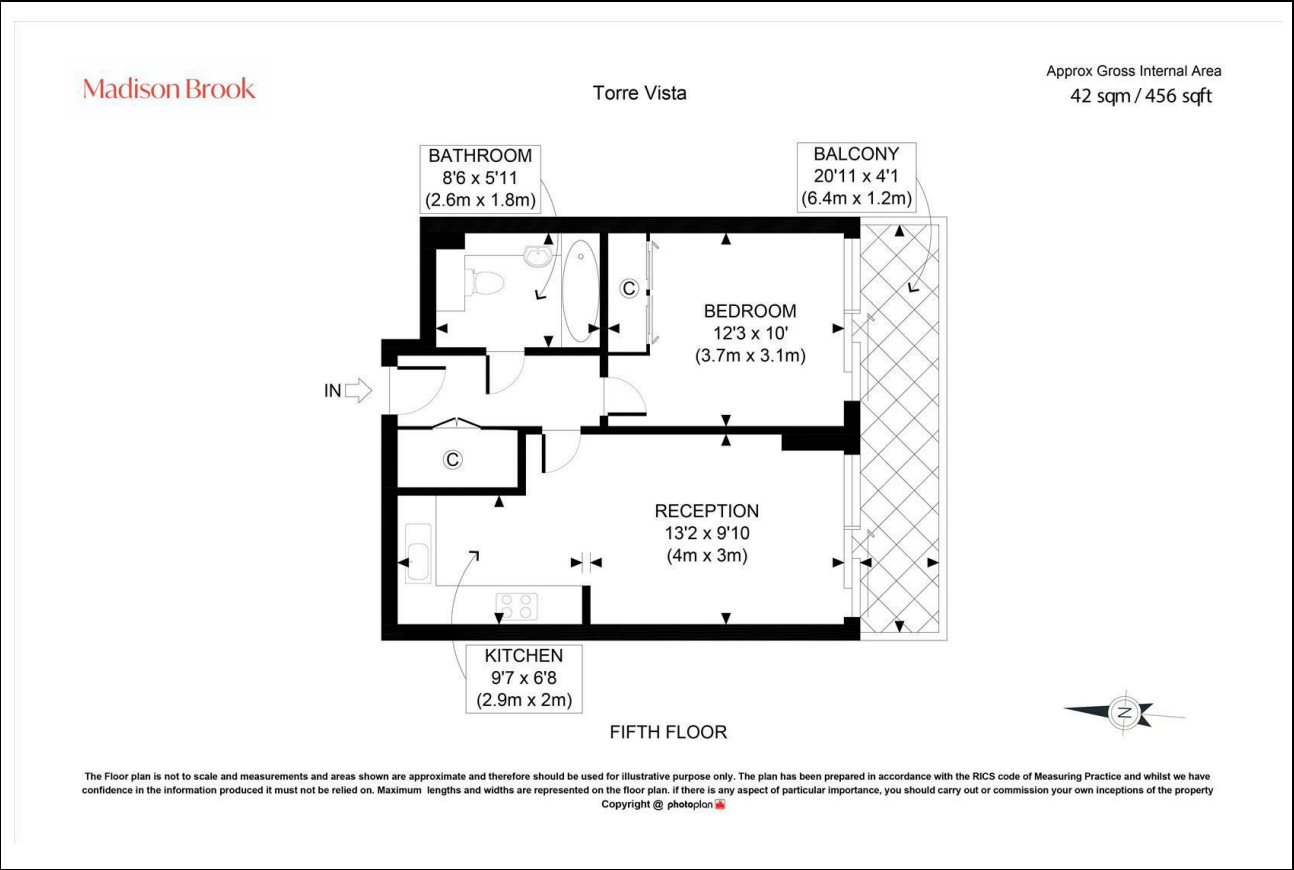 Madison Brook
Torre Vista
Approx Gross Internal Area
42 sqm / 456 sqft
BATHROOM
8'6 x 5'11
(2.6m x 1.8m)
BALCONY
20'11 x 4'1
(6.4m x 1.2m)
C
BEDROOM
12'3 x 10'
(3.7m x 3.1m)
IN
C
RECEPTION
13'2 x 9'10
(4m x 3m)
KITCHEN
9'7 x 6'8
(2.9m x 2m)
N
FIFTH FLOOR
The Floor plan is not to scale and measurements and areas shown are approximate and therefore should be used for illustrative purpose only. The plan has been prepared in accordance with the RICS code of Measuring Practice and whilst we have
confidence in the information produced it must not be relied on. Maximum lengths and widths are represented on the floor plan. if there is any aspect of particular importance, you should carry out or commission your own inceptions of the property
Copyright @ photoplan